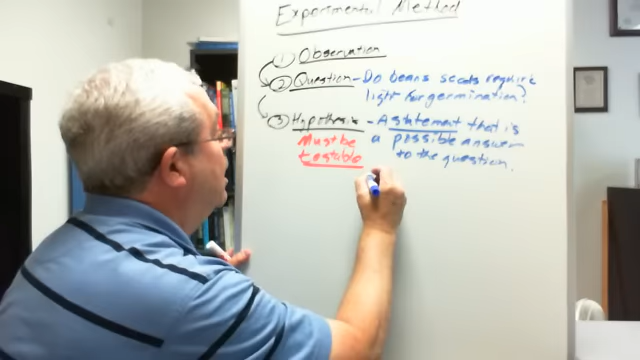 Experimental Method
① Observation
② Question - Do beans seeds require
light for germination?
③ Hypothesis - A statement that is
Must be a possible answer
testable to the question.